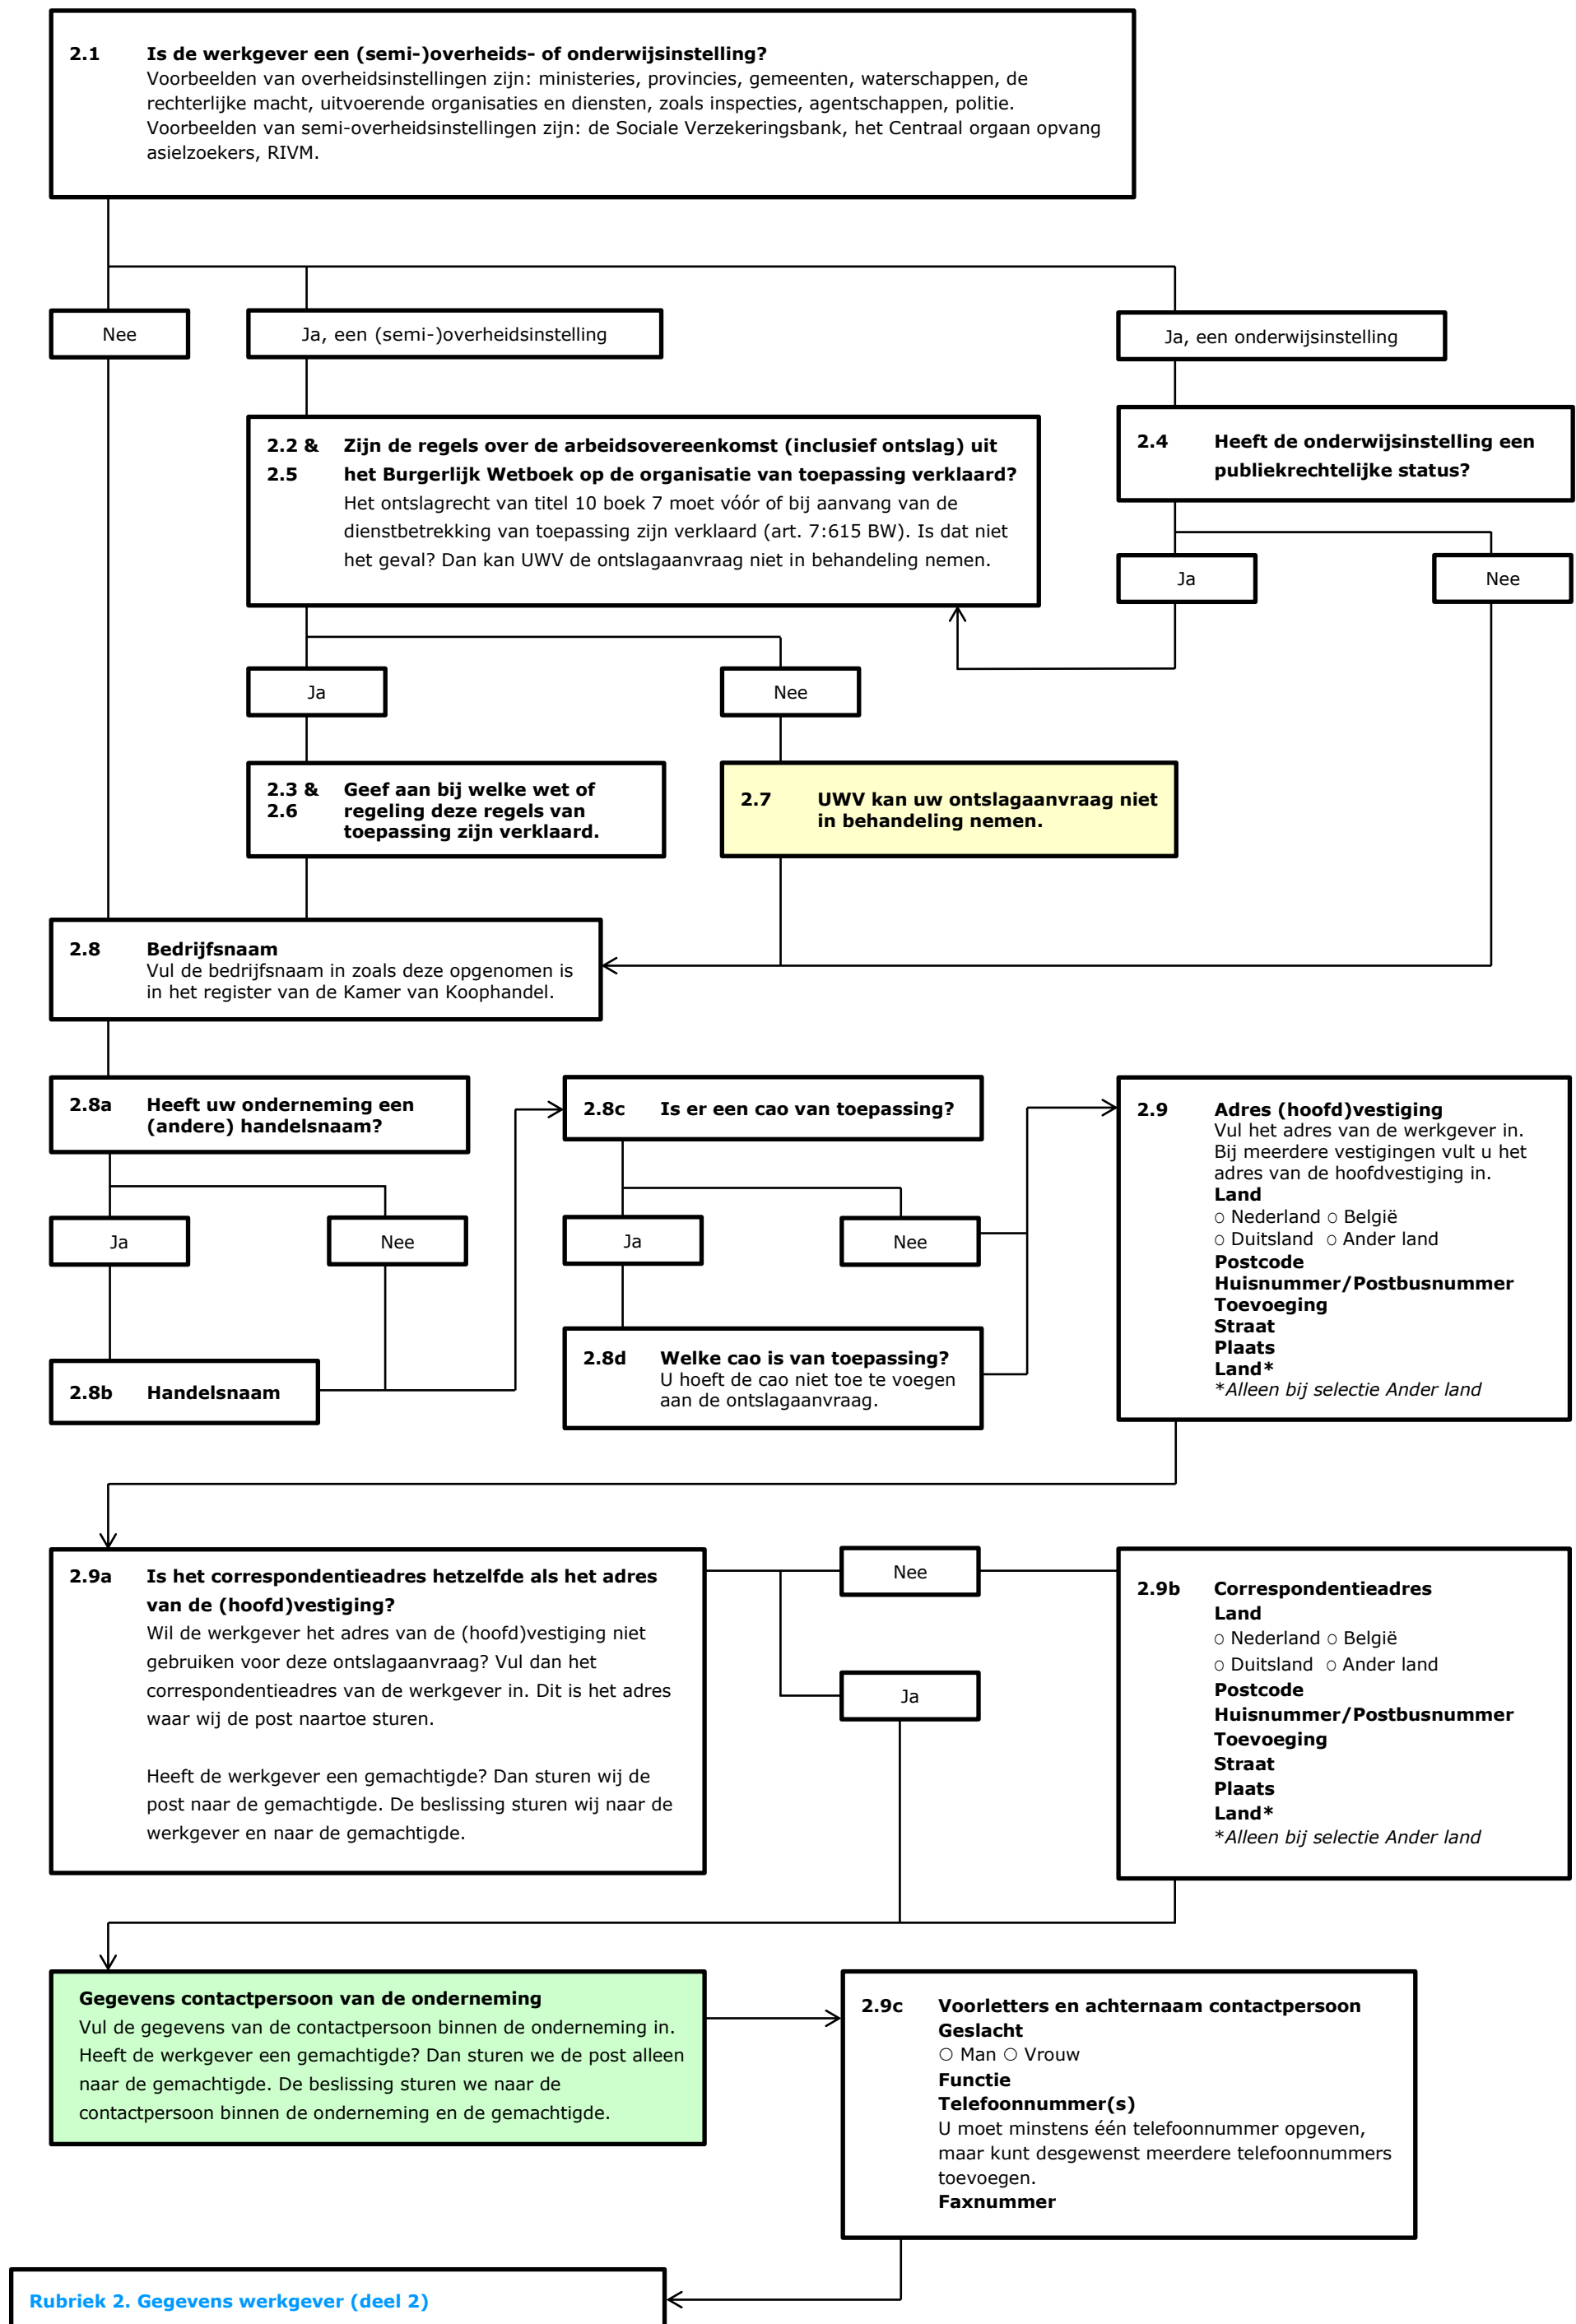 2.1 Is de werkgever een (semi-)overheids- of onderwijsinstelling?
Voorbeelden van overheidsinstellingen zijn: ministeries, provincies, gemeenten, waterschappen, de
rechterlijke macht, uitvoerende organisaties en diensten, zoals inspecties, agentschappen, politie.
Voorbeelden van semi-overheidsinstellingen zijn: de Sociale Verzekeringsbank, het Centraal orgaan opvang
asielzoekers, RIVM.
Nee
Ja, een (semi-)overheidsinstelling
Ja, een onderwijsinstelling
2.2 & Zijn de regels over de arbeidsovereenkomst (inclusief ontslag) uit
2.5 het Burgerlijk Wetboek op de organisatie van toepassing verklaard?
Het ontslagrecht van titel 10 boek 7 moet vóór of bij aanvang van de
dienstbetrekking van toepassing zijn verklaard (art. 7:615 BW). Is dat niet
het geval? Dan kan UWV de ontslagaanvraag niet in behandeling nemen.
2.4 Heeft de onderwijsinstelling een
publiekrechtelijke status?
Ja
Nee
Ja
Nee
2.3 & Geef aan bij welke wet of
2.6 regeling deze regels van
toepassing zijn verklaard.
2.7 UWV kan uw ontslagaanvraag niet
in behandeling nemen.
2.8 Bedrijfsnaam
Vul de bedrijfsnaam in zoals deze opgenomen is
in het register van de Kamer van Koophandel.
2.8a Heeft uw onderneming een
(andere) handelsnaam?
Ja
Nee
2.8b Handelsnaam
2.8c Is er een cao van toepassing?
Ja
Nee
2.8d Welke cao is van toepassing?
U hoeft de cao niet toe te voegen
aan de ontslagaanvraag.
2.9 Adres (hoofd)vestiging
Vul het adres van de werkgever in.
Bij meerdere vestigingen vult u het
adres van de hoofdvestiging in.
Land
○ Nederland ○ België
○ Duitsland ○ Ander land
Postcode
Huisnummer/Postbusnummer
Toevoeging
Straat
Plaats
Land*
*Alleen bij selectie Ander land
2.9a Is het correspondentieadres hetzelfde als het adres
van de (hoofd)vestiging?
Wil de werkgever het adres van de (hoofd)vestiging niet
gebruiken voor deze ontslagaanvraag? Vul dan het
correspondentieadres van de werkgever in. Dit is het adres
waar wij de post naartoe sturen.
Heeft de werkgever een gemachtigde? Dan sturen wij de
post naar de gemachtigde. De beslissing sturen wij naar de
werkgever en naar de gemachtigde.
Nee
Ja
2.9b Correspondentieadres
Land
○ Nederland ○ België
○ Duitsland ○ Ander land
Postcode
Huisnummer/Postbusnummer
Toevoeging
Straat
Plaats
Land*
*Alleen bij selectie Ander land
Gegevens contactpersoon van de onderneming
Vul de gegevens van de contactpersoon binnen de onderneming in.
Heeft de werkgever een gemachtigde? Dan sturen we de post alleen
naar de gemachtigde. De beslissing sturen we naar de
contactpersoon binnen de onderneming en de gemachtigde.
2.9c Voorletters en achternaam contactpersoon
Geslacht
○ Man ○ Vrouw
Functie
Telefoonnummer(s)
U moet minstens één telefoonnummer opgeven,
maar kunt desgewenst meerdere telefoonnummers
toevoegen.
Faxnummer
Rubriek 2. Gegevens werkgever (deel 2)